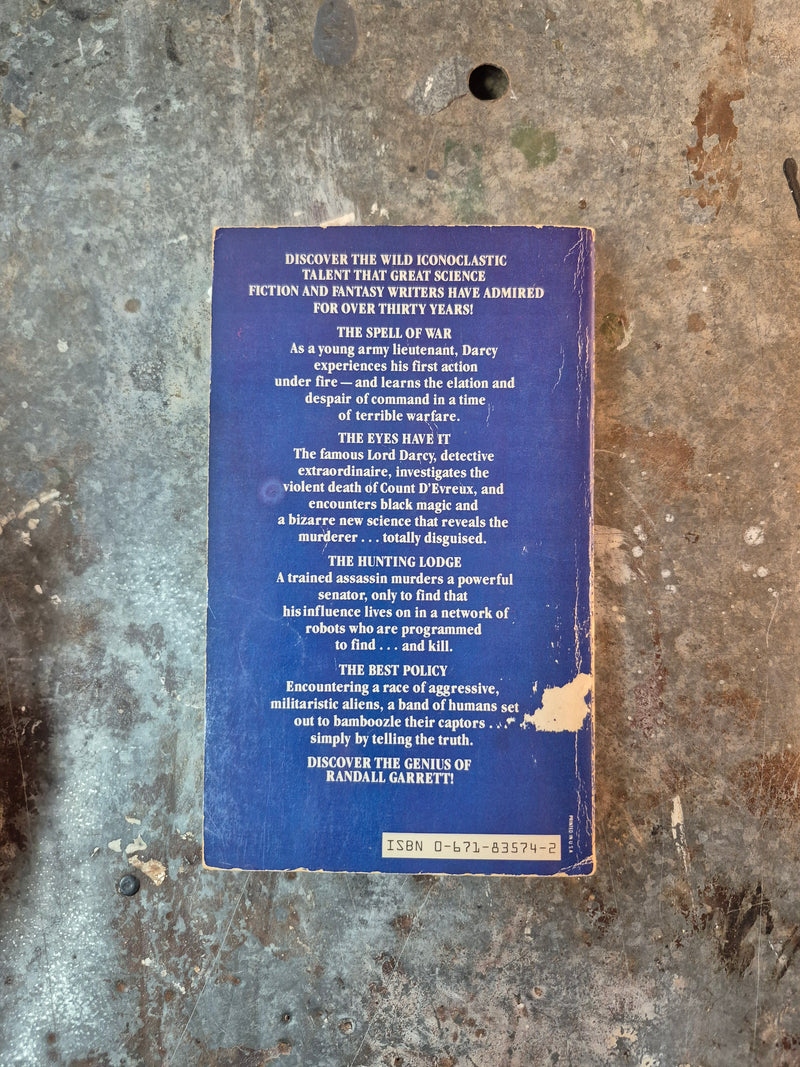 DISCOVER THE WILD ICONOCLASTIC
TALENT THAT GREAT SCIENCE
FICTION AND FANTASY WRITERS HAVE ADMIRED
FOR OVER THIRTY YEARS!
THE SPELL OF WAR
As a young army lieutenant, Darcy
experiences his first action
under fire — and learns the elation and
despair of command in a time
of terrible warfare.
THE EYES HAVE IT
The famous Lord Darcy, detective
extraordinaire, investigates the
violent death of Count D'Evreux, and
encounters black magic and
a bizarre new science that reveals the
murderer . . . totally disguised.
THE HUNTING LODGE
A trained assassin murders a powerful
senator, only to find that
his influence lives on in a network of
robots who are programmed
to find . . . and kill.
THE BEST POLICY
Encountering a race of aggressive,
militaristic aliens, a band of humans set
out to bamboozle their captors . . .
simply by telling the truth.
DISCOVER THE GENIUS OF
RANDALL GARRETT!
ISBN 0-671-83574-2
PRINTED IN U.S.A.